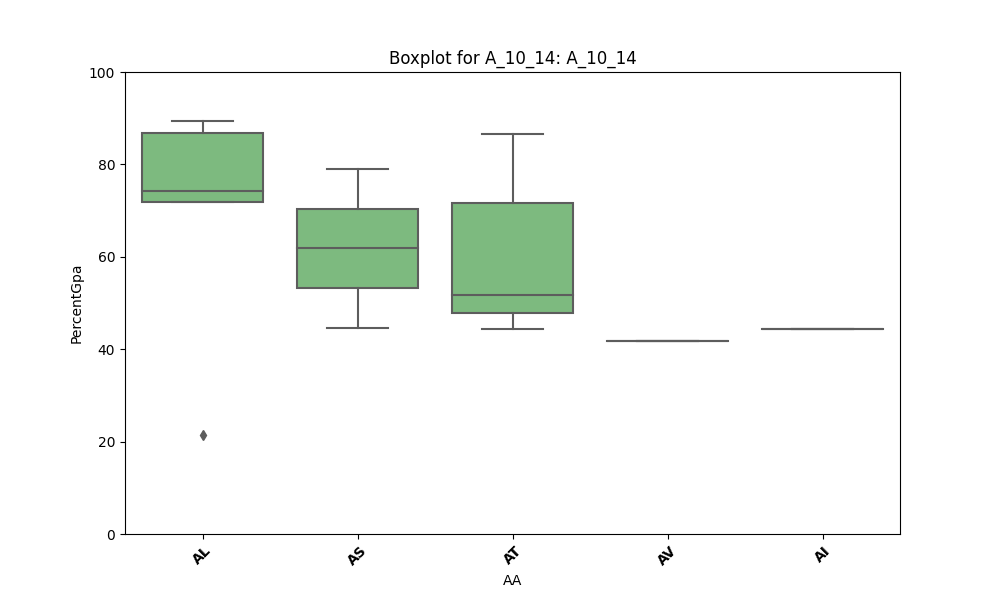 Boxplot for A_10_14: A_10_14
100
80
60
40
20
0
PercentGpa
AL
AS
AT
AV
AI
AA